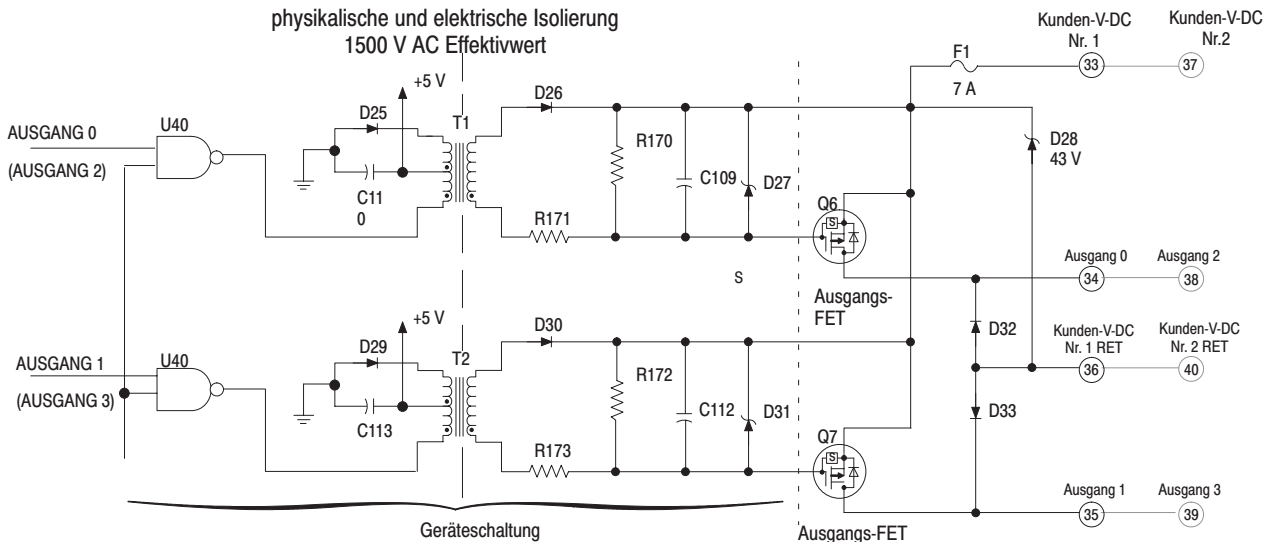 physikalische und elektrische Isolierung
1500 V AC Effektivwert
Kunden-V-DC
Nr. 1
Kunden-V-DC
Nr.2
F1
33
37
7 A
+5 V
D26
D25
T1
U40
AUSGANG 0
(AUSGANG 2)
R170
D28
43 V
C109
D27
C11
0
Q6
S
R171
Ausgang 0
Ausgang 2
34
38
S
Ausgangs-
FET
+5 V
D30
D32
Kunden-V-DC
Nr. 1 RET
Kunden-V-DC
Nr. 2 RET
D29
T2
U40
AUSGANG 1
(AUSGANG 3)
36
40
R172
C112
D31
D33
C113
Q7
S
R173
Ausgang 1
Ausgang 3
35
39
Geräteschaltung
Ausgangs-FET